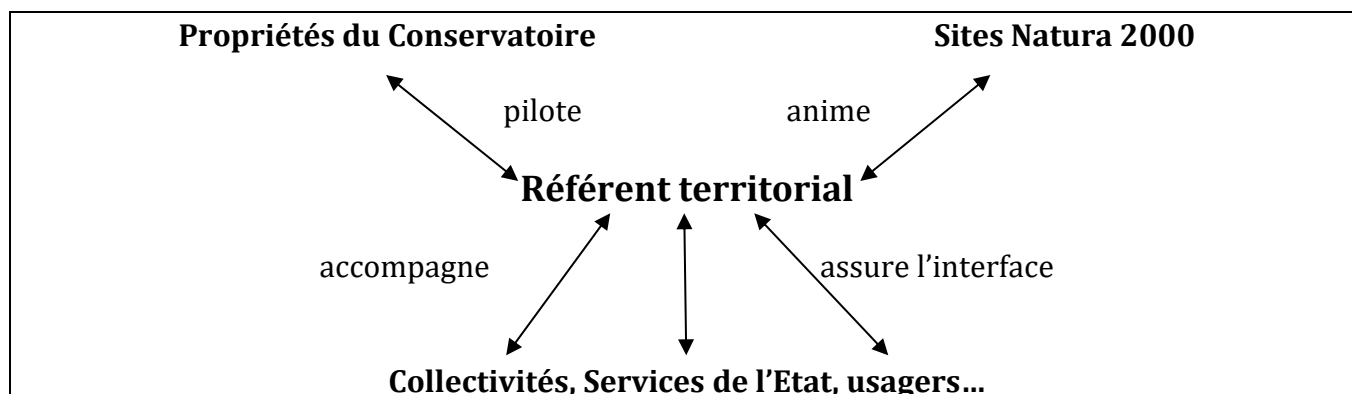 Propriétés du Conservatoire Sites Natura 2000
pilote anime
Référent territorial
accompagne assure l’interface
Collectivités, Services de l’Etat, usagers…